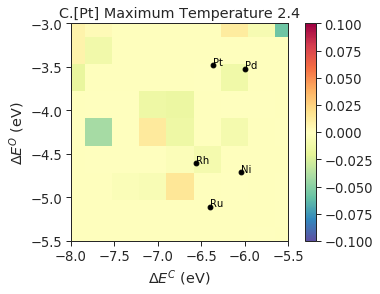 C.[Pt] Maximum Temperature 2.4
−3.0
−3.5
−4.0
−4.5
−5.0
−5.5
ΔE^O (eV)
Pt
Pd
Rh
Ni
Ru
−8.0 −7.5 −7.0 −6.5 −6.0 −5.5
ΔE^C (eV)
0.100
0.075
0.050
0.025
0.000
−0.025
−0.050
−0.075
−0.100